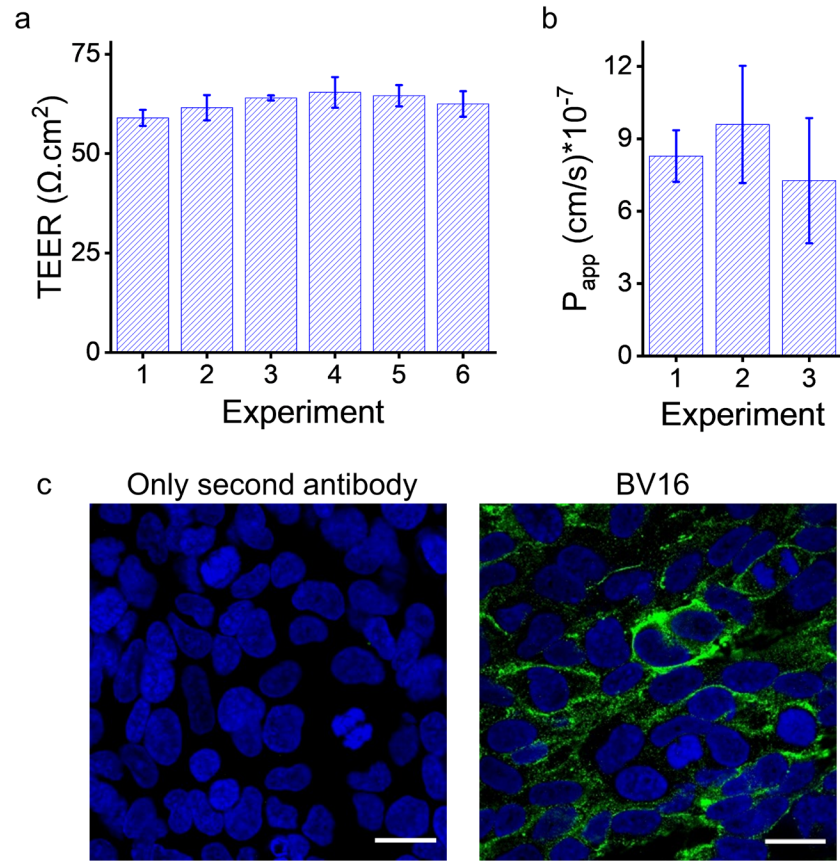 a
b
75
50
25
0
TEER (Ω.cm²)
1 2 3 4 5 6
Experiment
12
9
6
3
0
Papp (cm/s)*10⁻⁷
1 2 3
Experiment
c
Only second antibody
BV16